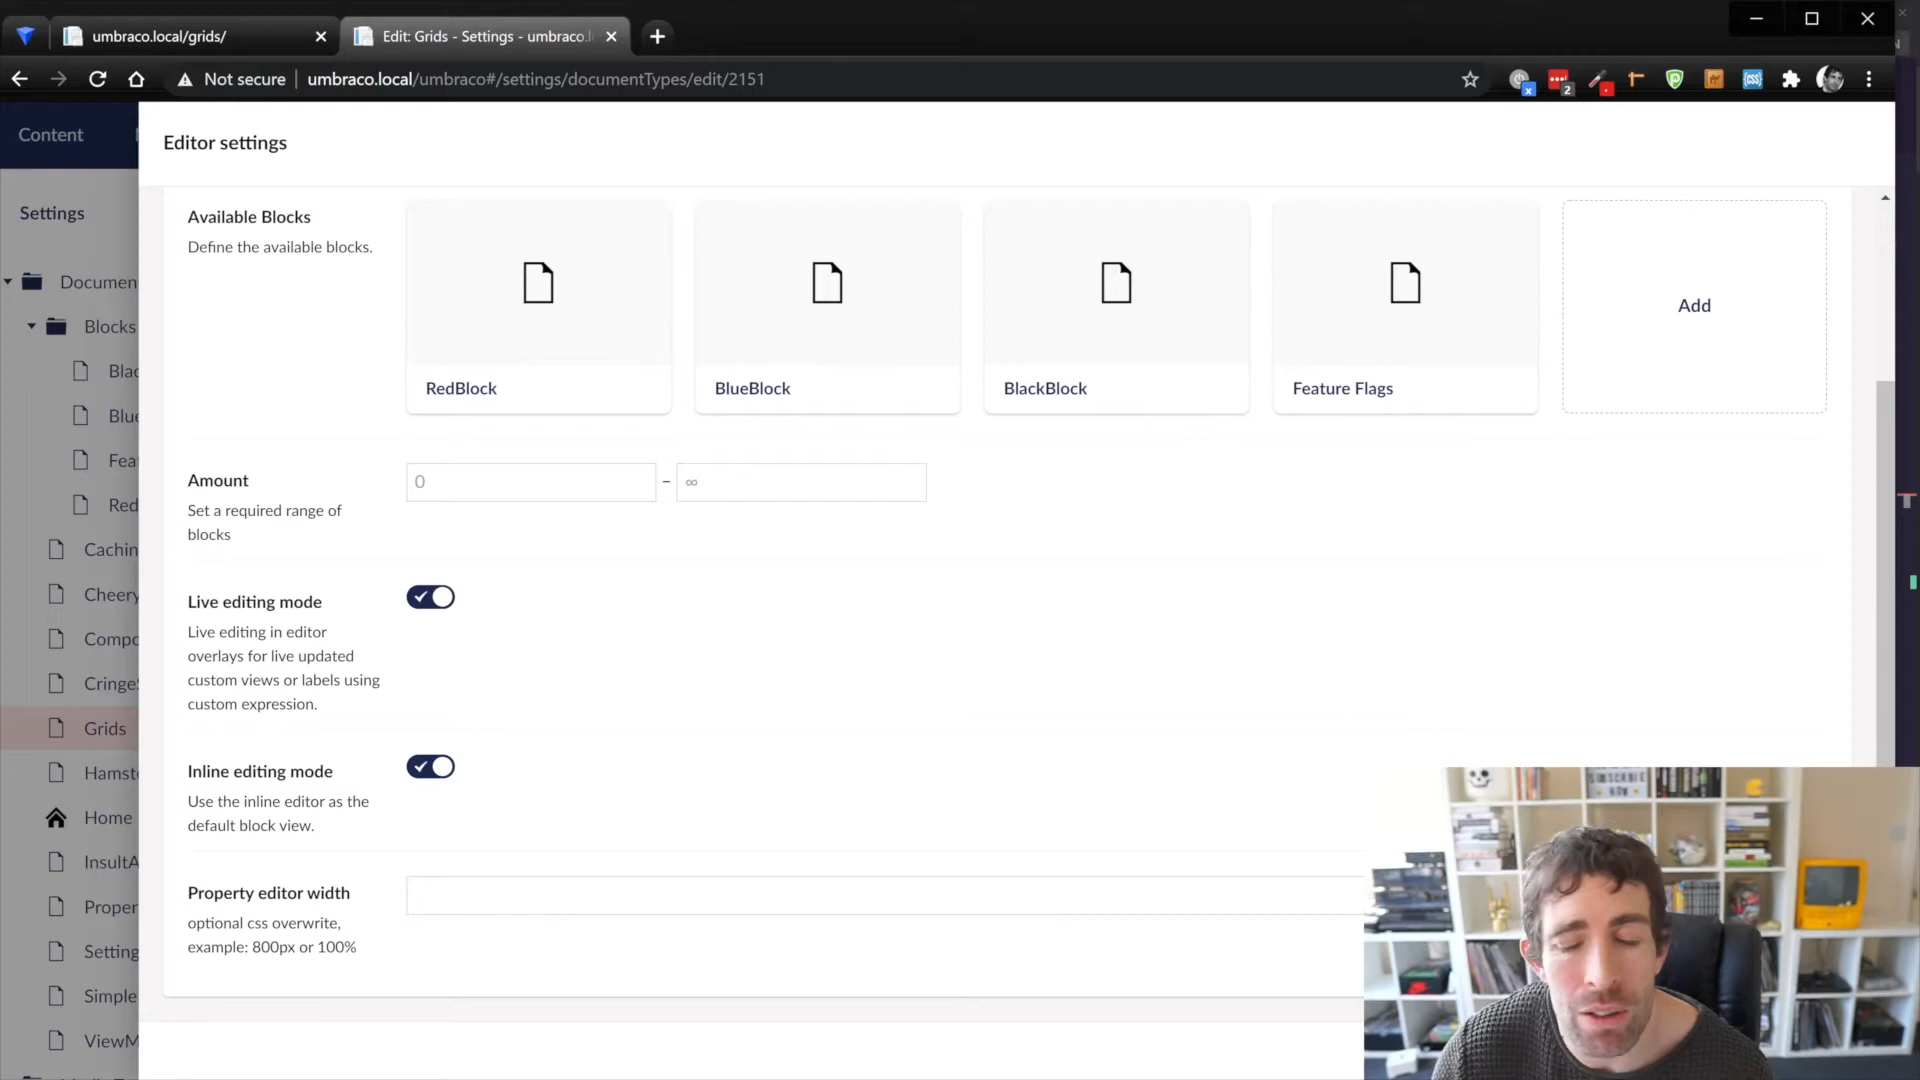 umbraco.local/grids/
Edit: Grids - Settings - umbraco.l
Not secure
umbraco.local/umbraco#/settings/documentTypes/edit/2151
2
{css}
Content
Editor settings
Settings
Documen
Blocks
Blac
Blue
Fea
Red
Cachin
Cheery
Compo
CringeS
Grids
Hamst
Home
InsultA
Proper
Setting
Simple
ViewM
Available Blocks
Define the available blocks.
RedBlock
BlueBlock
BlackBlock
Feature Flags
Add
Amount
Set a required range of
blocks
0
–
∞
Live editing mode
Live editing in editor
overlays for live updated
custom views or labels using
custom expression.
Inline editing mode
Use the inline editor as the
default block view.
Property editor width
optional css overwrite,
example: 800px or 100%
SUBSCRIBE
NOW